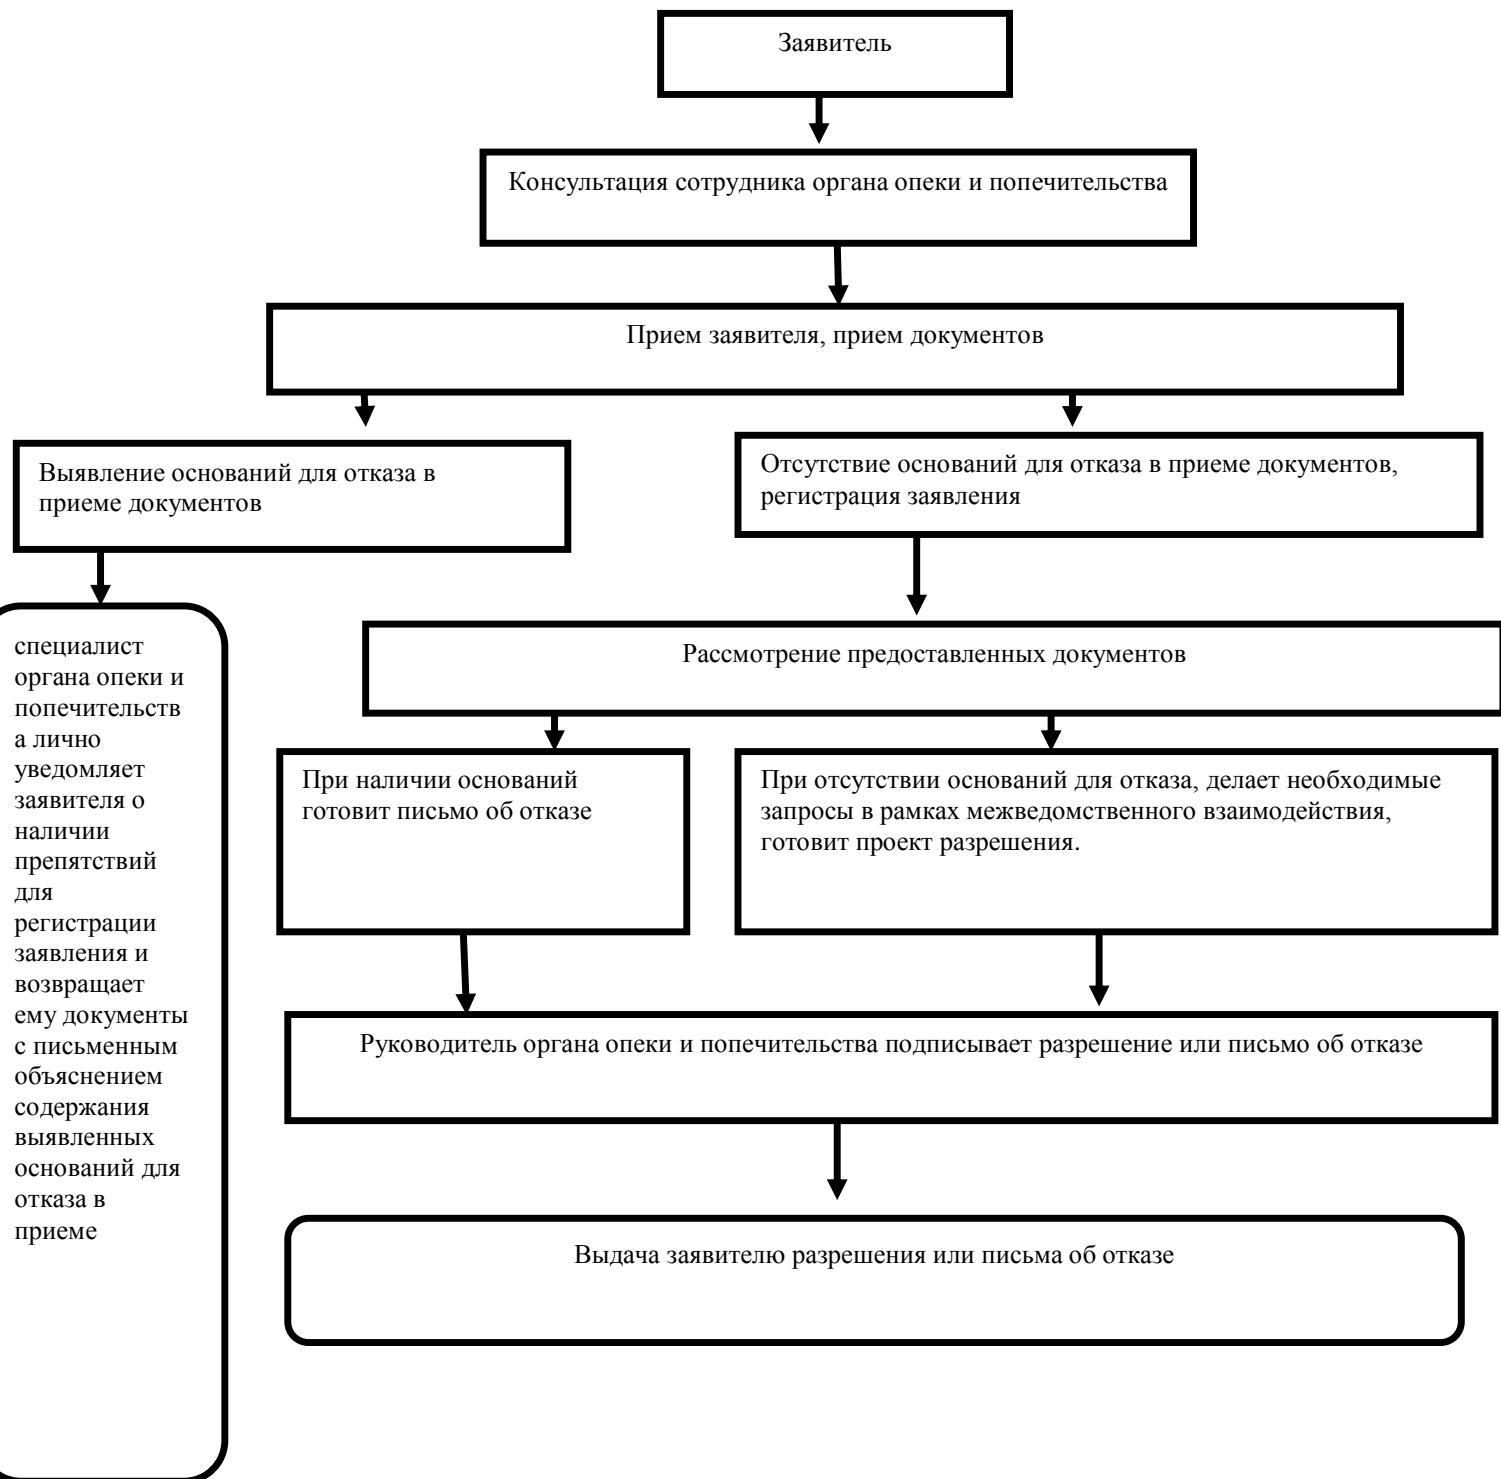 Заявитель
Консультация сотрудника органа опеки и попечительства
Прием заявителя, прием документов
Выявление оснований для отказа в
приеме документов
Отсутствие оснований для отказа в приеме документов,
регистрация заявления
специалист
органа опеки и
попечительств
а лично
уведомляет
заявителя о
наличии
препятствий
для
регистрации
заявления и
возвращает
ему документы
с письменным
объяснением
содержания
выявленных
оснований для
отказа в
приеме
Рассмотрение предоставленных документов
При наличии оснований
готовит письмо об отказе
При отсутствии оснований для отказа, делает необходимые
запросы в рамках межведомственного взаимодействия,
готовит проект разрешения.
Руководитель органа опеки и попечительства подписывает разрешение или письмо об отказе
Выдача заявителю разрешения или письма об отказе